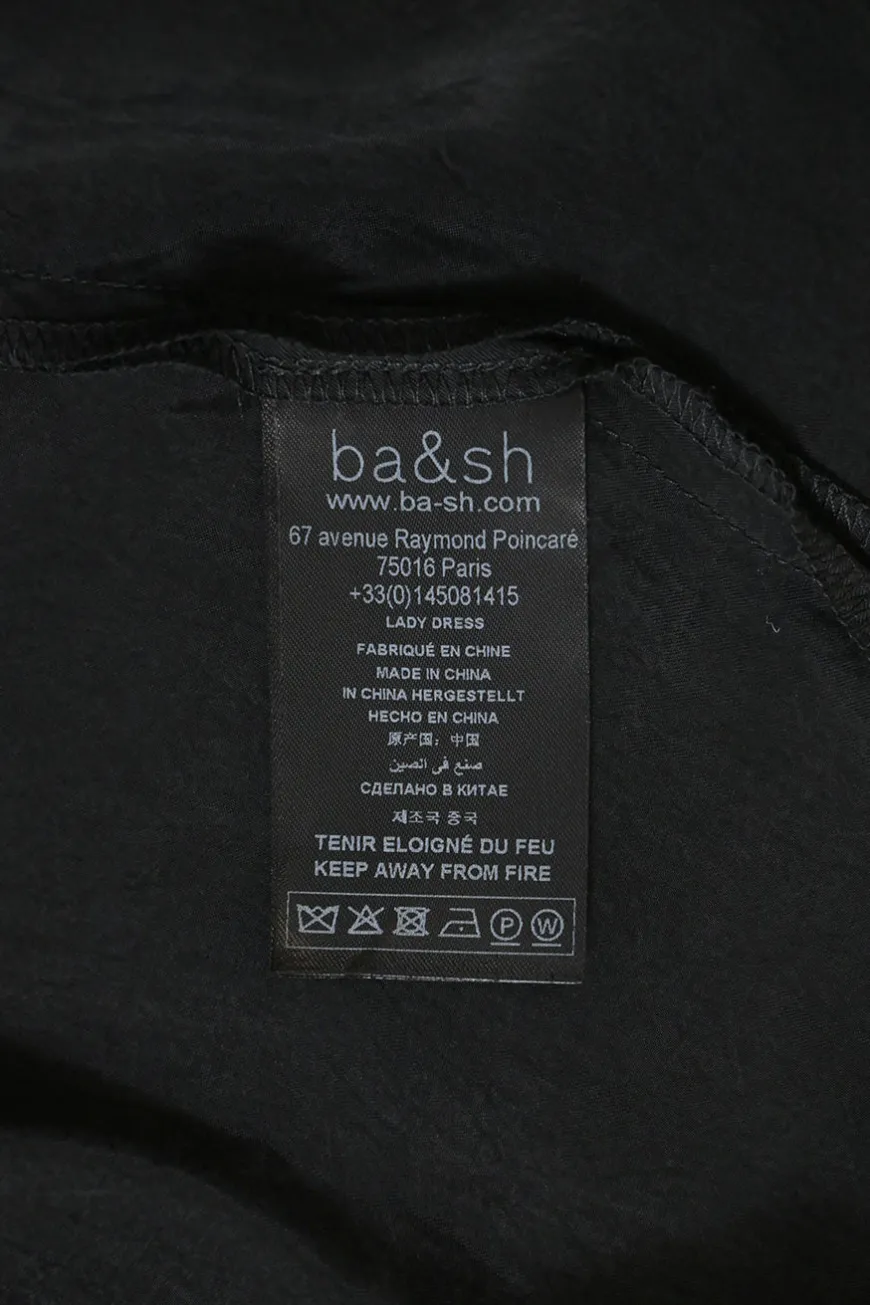 ba&sh
www.ba-sh.com
67 avenue Raymond Poincaré
75016 Paris
+33(0)145081415
LADY DRESS
FABRIQUÉ EN CHINE
MADE IN CHINA
IN CHINA HERGESTELLT
HECHO EN CHINA
原产国：中国
صنع في الصين
СДЕЛАНО В КИТАЕ
제조국 중국
TENIR ELOIGNÉ DU FEU
KEEP AWAY FROM FIRE
P W